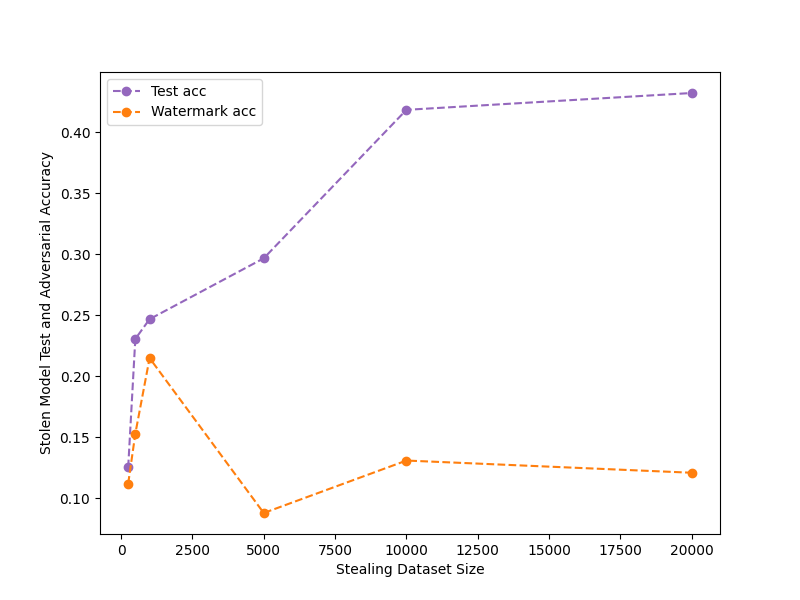 Test acc
Watermark acc
Stolen Model Test and Adversarial Accuracy
0.40
0.35
0.30
0.25
0.20
0.15
0.10
0 2500 5000 7500 10000 12500 15000 17500 20000
Stealing Dataset Size